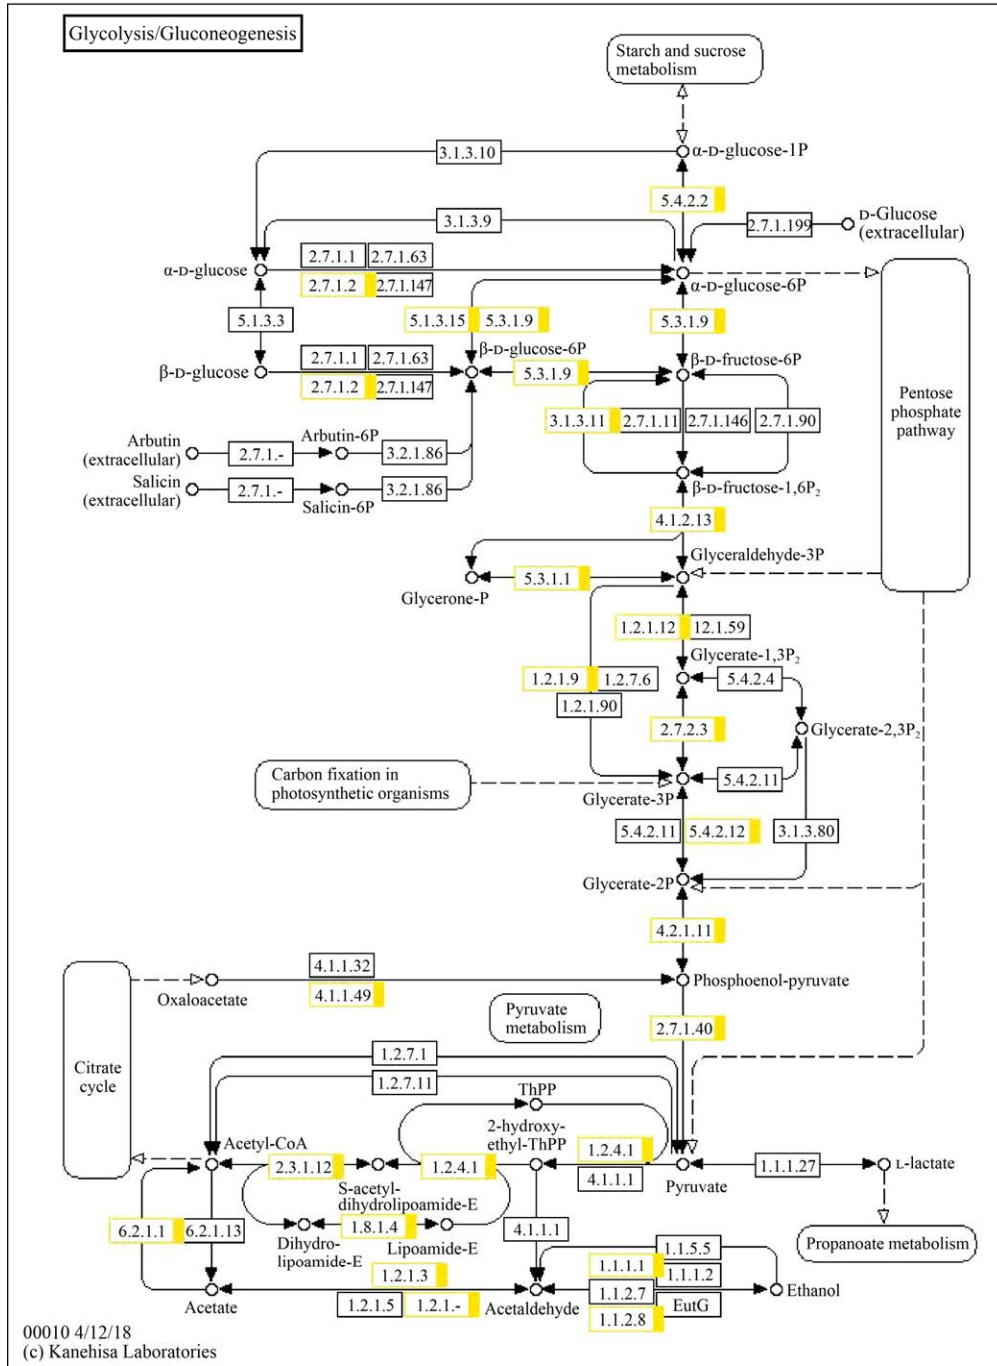 Glycolysis/Gluconeogenesis
Starch and sucrose
metabolism
3.1.3.10
α-D-glucose-1P
5.4.2.2
3.1.3.9
2.7.1.199
D-Glucose
(extracellular)
α-D-glucose
2.7.1.1
2.7.1.63
2.7.1.2
2.7.1.147
α-D-glucose-6P
5.1.3.3
5.1.3.15
5.3.1.9
5.3.1.9
β-D-glucose
2.7.1.1
2.7.1.63
2.7.1.2
2.7.1.147
β-D-glucose-6P
5.3.1.9
β-D-fructose-6P
Pentose
phosphate
pathway
3.1.3.11
2.7.1.11
2.7.1.146
2.7.1.90
Arbutin
(extracellular)
2.7.1.-
Arbutin-6P
3.2.1.86
Salicin
(extracellular)
2.7.1.-
Salicin-6P
3.2.1.86
β-D-fructose-1,6P₂
4.1.2.13
Glyceraldehyde-3P
Glycerone-P
5.3.1.1
1.2.1.12
12.1.59
Glycerate-1,3P₂
1.2.1.9
1.2.7.6
1.2.1.90
5.4.2.4
2.7.2.3
Glycerate-2,3P₂
Carbon fixation in
photosynthetic organisms
Glycerate-3P
5.4.2.11
5.4.2.11
5.4.2.12
3.1.3.80
Glycerate-2P
4.2.1.11
Oxaloacetate
4.1.1.32
4.1.1.49
Phosphoenol-pyruvate
Pyruvate
metabolism
2.7.1.40
Citrate
cycle
1.2.7.1
1.2.7.11
ThPP
2-hydroxy-
ethyl-ThPP
Acetyl-CoA
2.3.1.12
S-acetyl-
dihydrolipoamide-E
1.2.4.1
1.2.4.1
4.1.1.1
Pyruvate
1.1.1.27
L-lactate
6.2.1.1
6.2.1.13
Dihydro-
lipoamide-E
1.8.1.4
Lipoamide-E
4.1.1.1
Propanoate metabolism
1.1.5.5
1.1.1.1
1.1.1.2
1.1.2.7
EutG
1.1.2.8
Ethanol
Acetate
1.2.1.3
1.2.1.5
1.2.1.-
Acetaldehyde
00010 4/12/18
(c) Kanehisa Laboratories